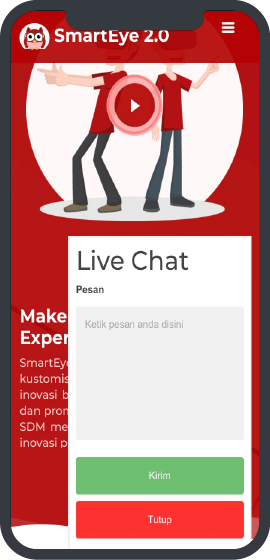 SmartEye 2.0
Live Chat
Pesan
Ketik pesan anda disini
Make
Exper
SmartEye
kustomis
inovasi b
dan pron
SDM me
inovasi p
Kirim
Tutup